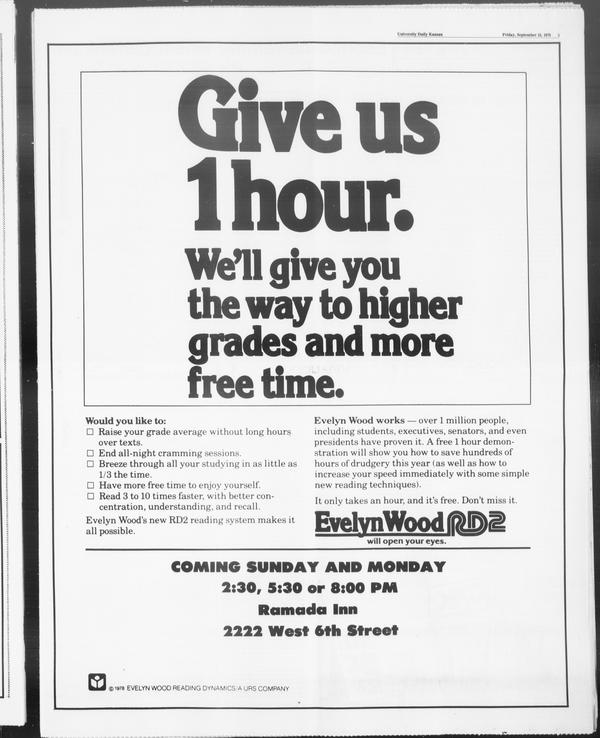 University Daily Kansan
Friday, September 15, 1978
Give us
1 hour.
We'll give you
the way to higher
grades and more
free time.
Would you like to:
☐ Raise your grade average without long hours
over texts.
☐ End all-night cramming sessions.
☐ Breeze through all your studying in as little as
1/3 the time.
☐ Have more free time to enjoy yourself.
☐ Read 3 to 10 times faster, with better con-
centration, understanding, and recall.
Evelyn Wood's new RD2 reading system makes it
all possible.
Evelyn Wood works — over 1 million people,
including students, executives, senators, and even
presidents have proven it. A free 1 hour demon-
stration will show you how to save hundreds of
hours of drudgery this year (as well as how to
increase your speed immediately with some simple
new reading techniques).
It only takes an hour, and it's free. Don't miss it.
Evelyn Wood RD2
will open your eyes.
COMING SUNDAY AND MONDAY
2:30, 5:30 or 8:00 PM
Ramada Inn
2222 West 6th Street
© 1978 EVELYN WOOD READING DYNAMICS/A URS COMPANY